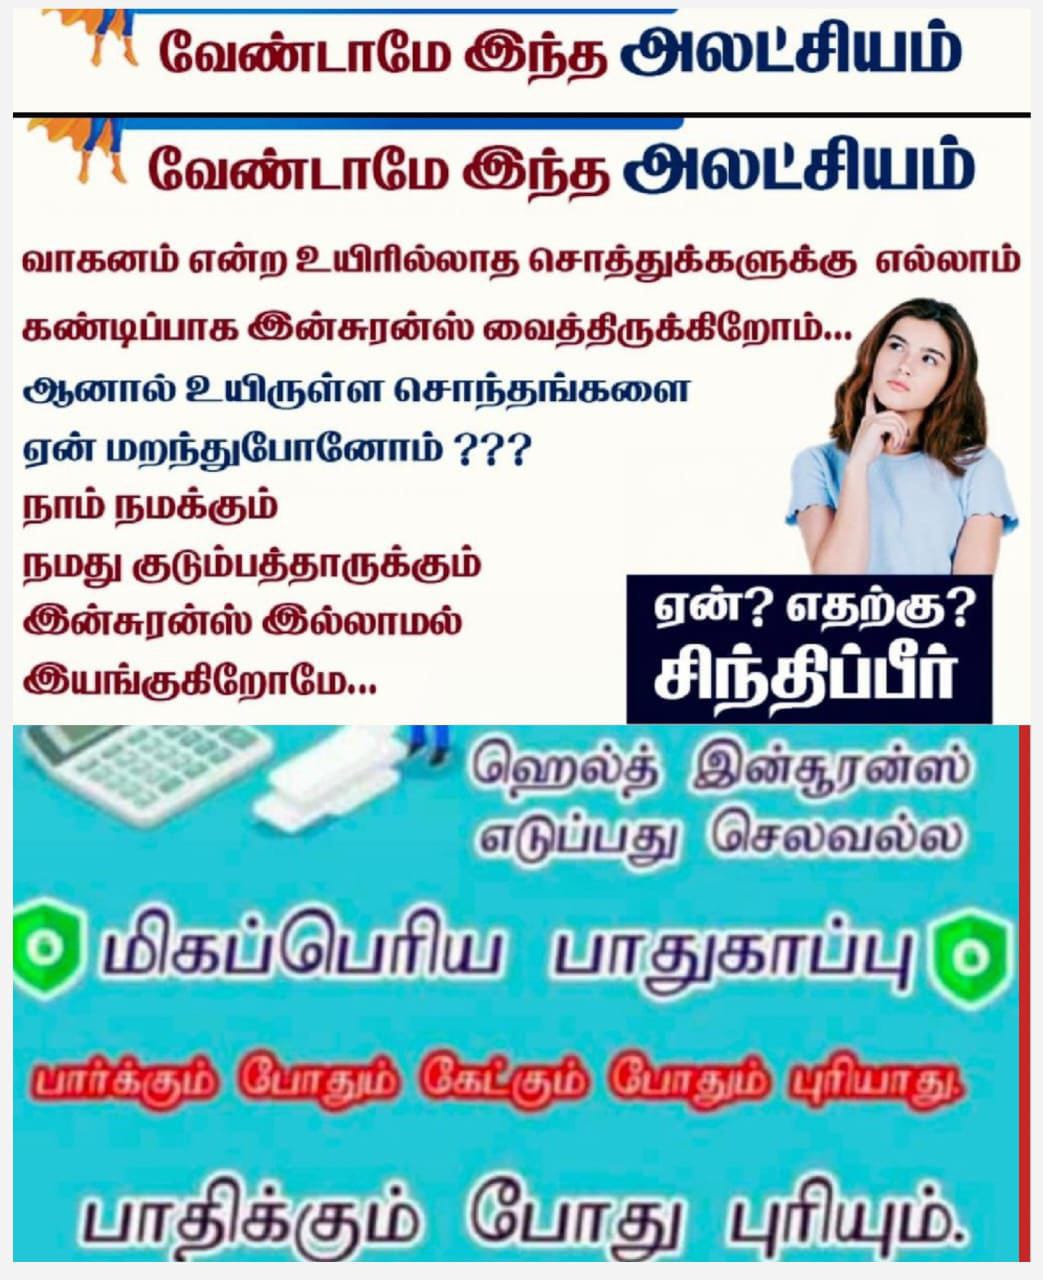 வேண்டாமே இந்த அலட்சியம்
வேண்டாமே இந்த அலட்சியம்
வாகனம் என்ற உயிரில்லாத சொத்துக்களுக்கு எல்லாம்
கண்டிப்பாக இன்சுரன்ஸ் வைத்திருக்கிறோம்...
ஆனால் உயிருள்ள சொந்தங்களை
ஏன் மறந்துபோனோம் ???
நாம் நமக்கும்
நமது குடும்பத்தாருக்கும்
இன்சுரன்ஸ் இல்லாமல்
இயங்குகிறோமே...
ஏன்? எதற்கு?
சிந்திப்பீர்
ஹெல்த் இன்சூரன்ஸ்
எடுப்பது செலவல்ல
மிகப்பெரிய பாதுகாப்பு
பார்க்கும் போதும் கேட்கும் போதும் புரியாது.
பாதிக்கும் போது புரியும்.